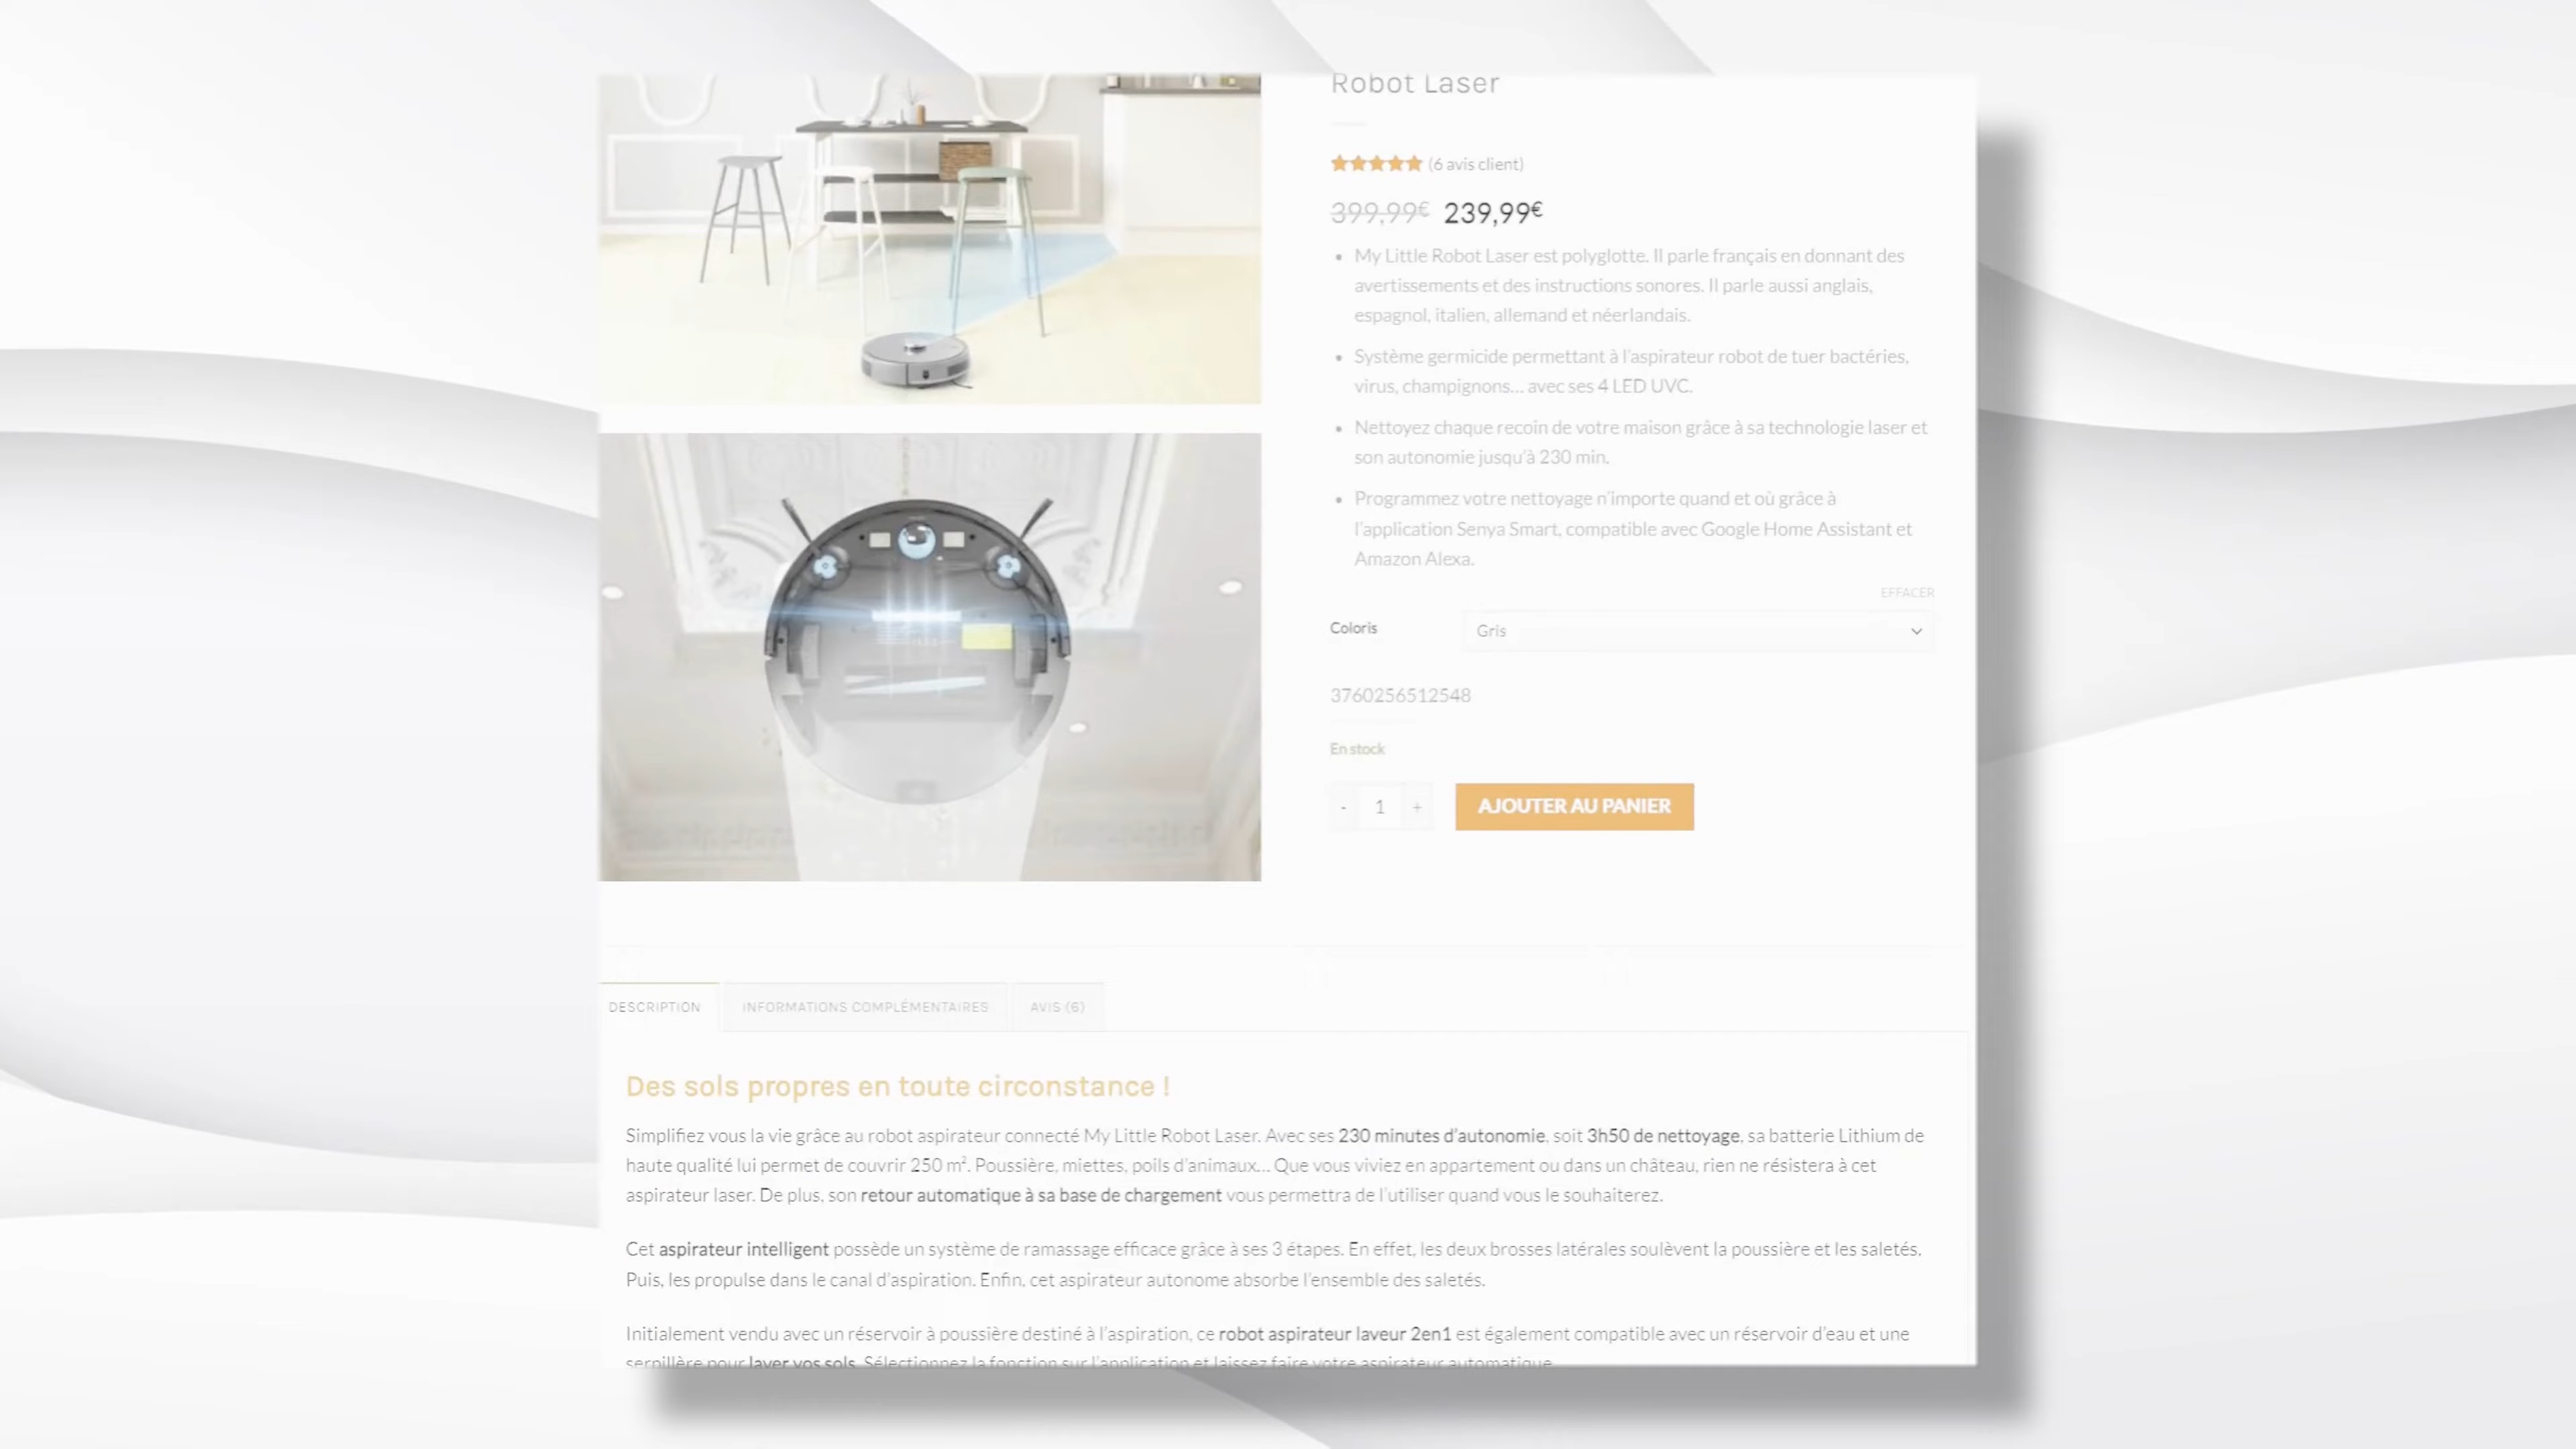 Robot Laser
(6 avis client)
399,99€ 239,99€
• My Little Robot Laser est polyglotte. Il parle français en donnant des
avertissements et des instructions sonores. Il parle aussi anglais,
espagnol, italien, allemand et néerlandais.
• Système germicide permettant à l'aspirateur robot de tuer bactéries,
virus, champignons... avec ses 4 LED UVC.
• Nettoyez chaque recoin de votre maison grâce à sa technologie laser et
son autonomie jusqu'à 230 min.
• Programmez votre nettoyage n'importe quand et où grâce à
l'application Senya Smart, compatible avec Google Home Assistant et
Amazon Alexa.
EFFACER
Coloris Gris
3760256512548
En stock
- 1 + AJOUTER AU PANIER
DESCRIPTION INFORMATIONS COMPLÉMENTAIRES AVIS (6)
Des sols propres en toute circonstance !
Simplifiez vous la vie grâce au robot aspirateur connecté My Little Robot Laser. Avec ses 230 minutes d'autonomie, soit 3h50 de nettoyage, sa batterie Lithium de
haute qualité lui permet de couvrir 250 m². Poussière, miettes, poils d'animaux... Que vous viviez en appartement ou dans un château, rien ne résistera à cet
aspirateur laser. De plus, son retour automatique à sa base de chargement vous permettra de l'utiliser quand vous le souhaiterez.
Cet aspirateur intelligent possède un système de ramassage efficace grâce à ses 3 étapes. En effet, les deux brosses latérales soulèvent la poussière et les saletés.
Puis, les propulse dans le canal d'aspiration. Enfin, cet aspirateur autonome absorbe l'ensemble des saletés.
Initialement vendu avec un réservoir à poussière destiné à l'aspiration, ce robot aspirateur laveur 2en1 est également compatible avec un réservoir d'eau et une
serpillère pour laver vos sols. Sélectionnez la fonction sur l'application et laissez faire votre aspirateur automatique.